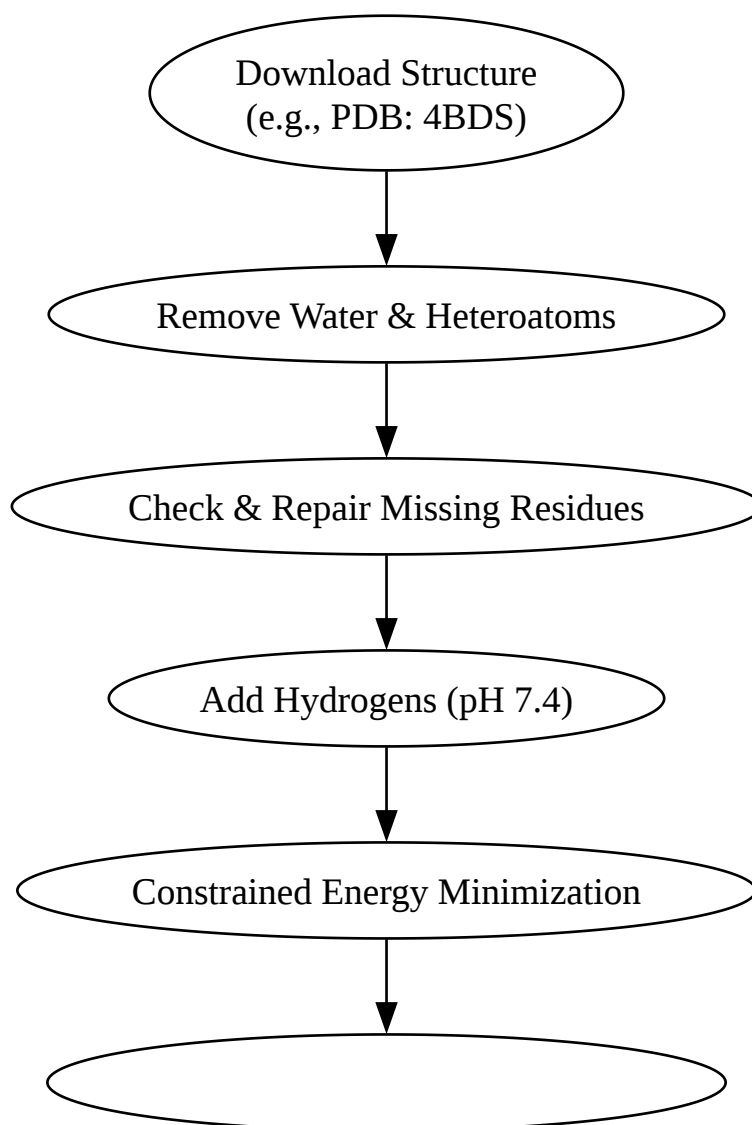 Download Structure
(e.g., PDB: 4BDS)
Remove Water & Heteroatoms
Check & Repair Missing Residues
Add Hydrogens (pH 7.4)
Constrained Energy Minimization